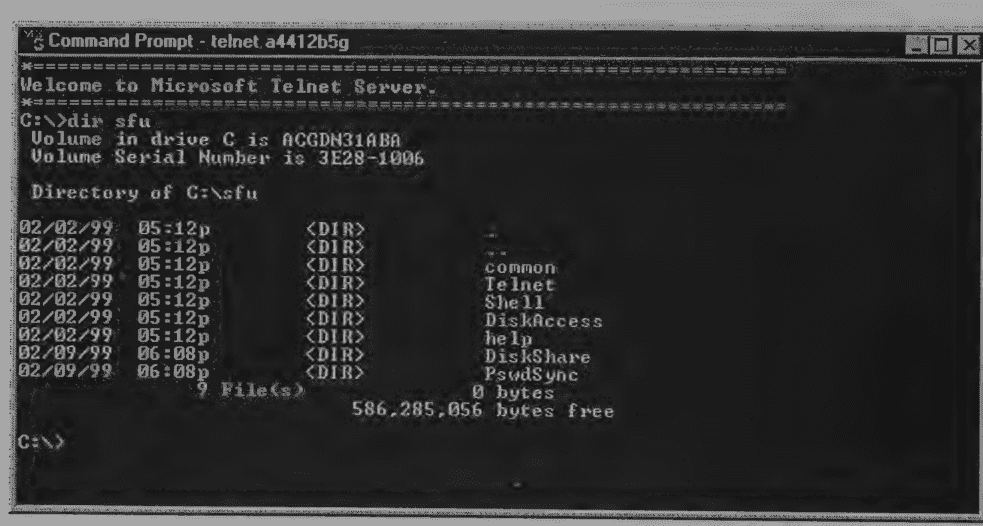 Command Prompt - telnet a4412b5g
*===============================================================
Welcome to Microsoft Telnet Server.
*===============================================================
C:\>dir sfu
Volume in drive C is ACGDN31ABA
Volume Serial Number is 3E28-1006
Directory of C:\sfu
02/02/99 05:12p <DIR> .
02/02/99 05:12p <DIR> ..
02/02/99 05:12p <DIR> common
02/02/99 05:12p <DIR> Telnet
02/02/99 05:12p <DIR> Shell
02/02/99 05:12p <DIR> DiskAccess
02/02/99 05:12p <DIR> help
02/09/99 06:08p <DIR> DiskShare
02/09/99 06:08p <DIR> PswdSync
9 File(s) 0 bytes
586,285,056 bytes free
C:\>